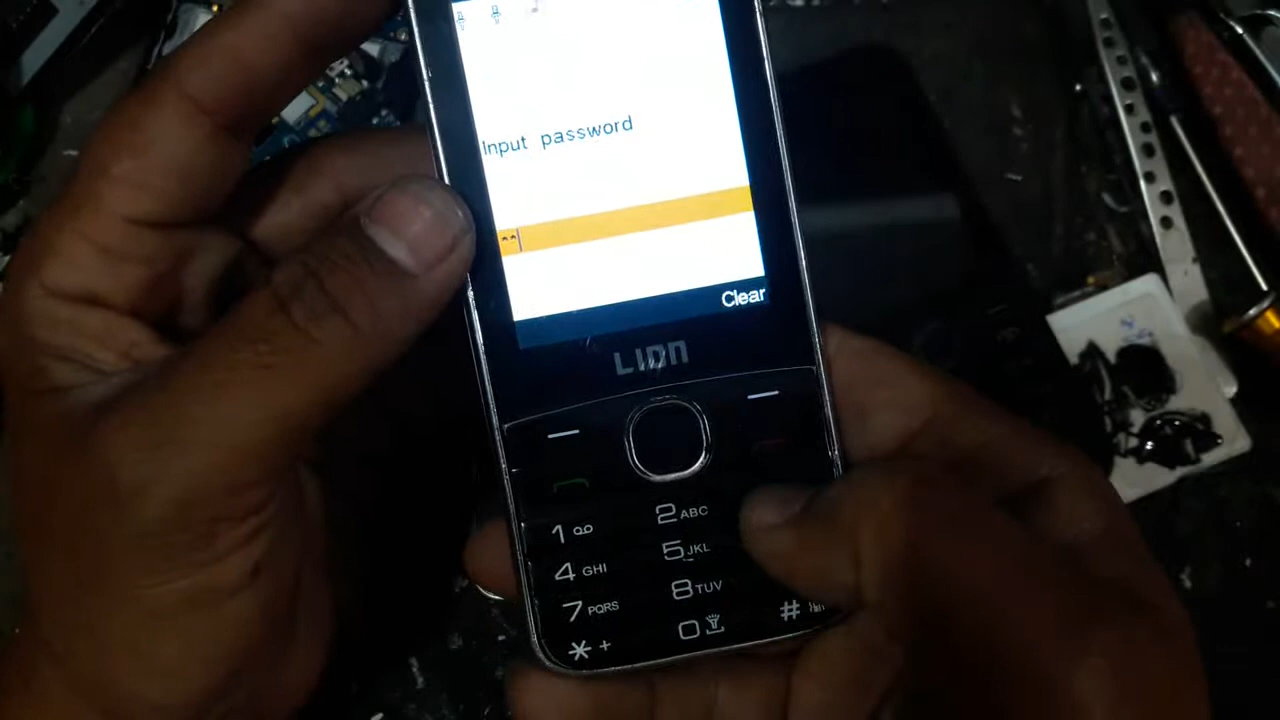 Input password
**
Clear
LION
1
2 ABC
4 GHI
5 JKL
7 PQRS
8 TUV
* +
0
#